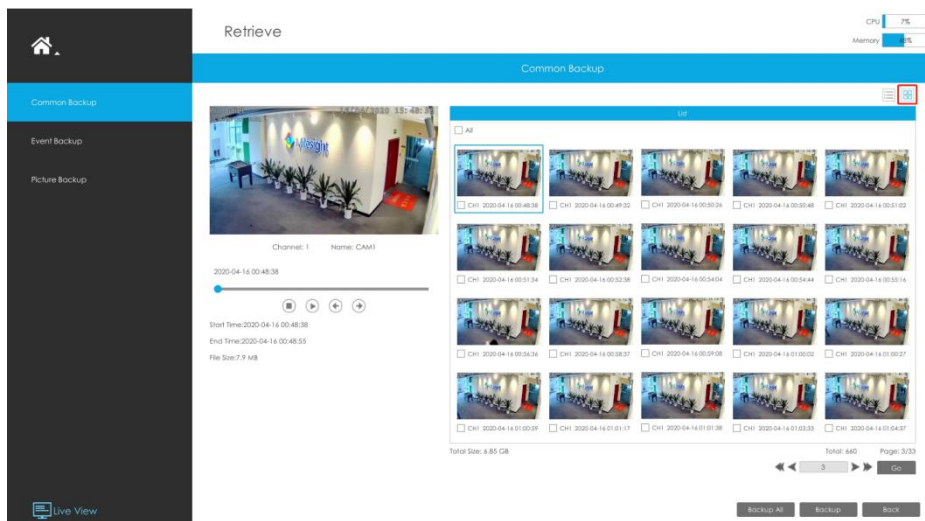 Retrieve
CPU 7%
Memory 48%
Common Backup
Common Backup
Event Backup
Picture Backup
Live View
Milesight
Channel: 1 Name: CAM1
2020-04-16 00:48:38
Start Time:2020-04-16 00:48:38
End Time:2020-04-16 00:48:55
File Size:7.9 MB
List
All
CH1 2020-04-16 00:48:38 CH1 2020-04-16 00:49:32 CH1 2020-04-16 00:50:26 CH1 2020-04-16 00:50:48 CH1 2020-04-16 00:51:02
CH1 2020-04-16 00:51:34 CH1 2020-04-16 00:52:38 CH1 2020-04-16 00:54:04 CH1 2020-04-16 00:54:44 CH1 2020-04-16 00:55:16
CH1 2020-04-16 00:56:36 CH1 2020-04-16 00:58:37 CH1 2020-04-16 00:59:08 CH1 2020-04-16 01:00:02 CH1 2020-04-16 01:00:27
CH1 2020-04-16 01:00:59 CH1 2020-04-16 01:01:17 CH1 2020-04-16 01:01:38 CH1 2020-04-16 01:03:33 CH1 2020-04-16 01:04:37
Total Size: 6.85 GB
Total: 660 Page: 3/33
3
Go
Backup All Backup Back